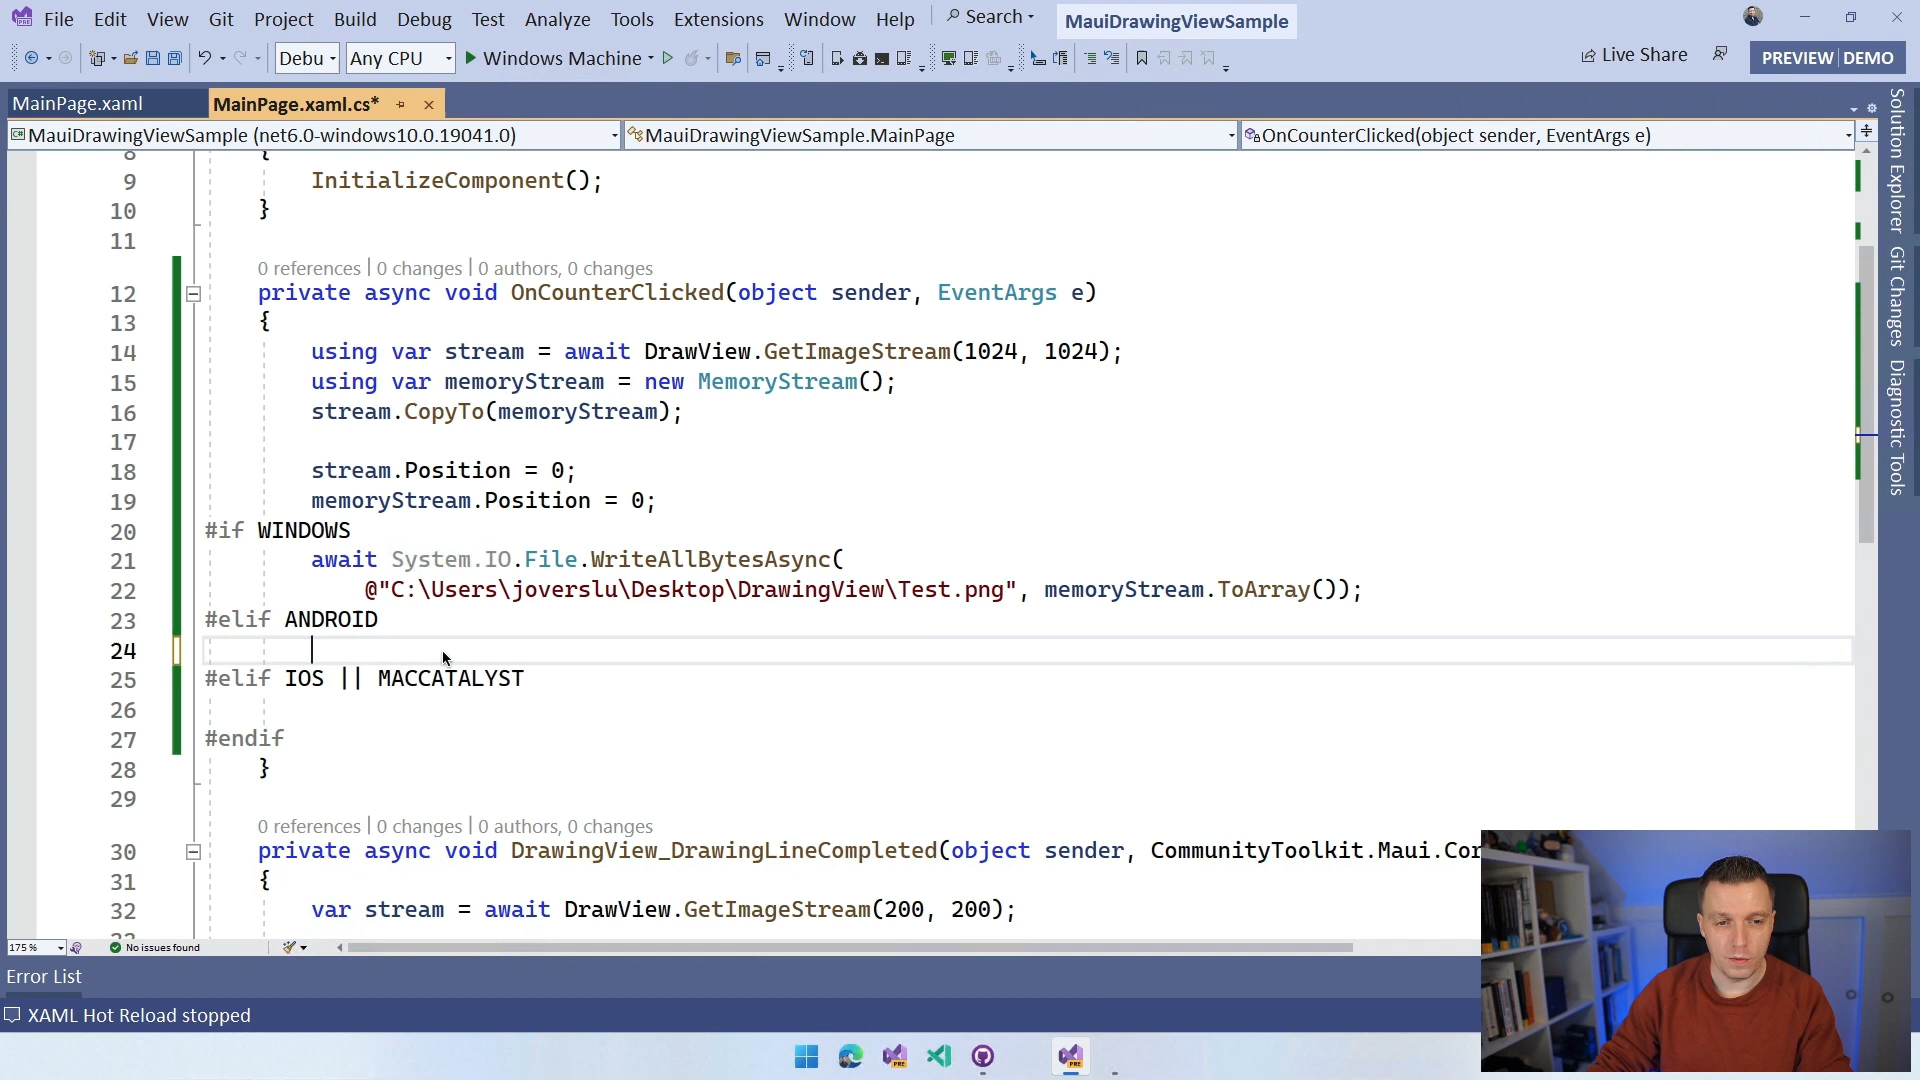 File Edit View Git Project Build Debug Test Analyze Tools Extensions Window Help Search MauiDrawingViewSample
Debu Any CPU Windows Machine Live Share PREVIEW DEMO
MainPage.xaml MainPage.xaml.cs*
MauiDrawingViewSample (net6.0-windows10.0.19041.0) MauiDrawingViewSample.MainPage OnCounterClicked(object sender, EventArgs e)
8 {
9 InitializeComponent();
10 }
11
0 references | 0 changes | 0 authors, 0 changes
12 private async void OnCounterClicked(object sender, EventArgs e)
13 {
14 using var stream = await DrawView.GetImageStream(1024, 1024);
15 using var memoryStream = new MemoryStream();
16 stream.CopyTo(memoryStream);
17
18 stream.Position = 0;
19 memoryStream.Position = 0;
20 #if WINDOWS
21 await System.IO.File.WriteAllBytesAsync(
22 @"C:\Users\joverslu\Desktop\DrawingView\Test.png", memoryStream.ToArray());
23 #elif ANDROID
24
25 #elif IOS || MACCATALYST
26
27 #endif
28 }
29
0 references | 0 changes | 0 authors, 0 changes
30 private async void DrawingView_DrawingLineCompleted(object sender, CommunityToolkit.Maui.Cor
31 {
32 var stream = await DrawView.GetImageStream(200, 200);
175 % No issues found
Error List
XAML Hot Reload stopped
Solution Explorer
Git Changes
Diagnostic Tools